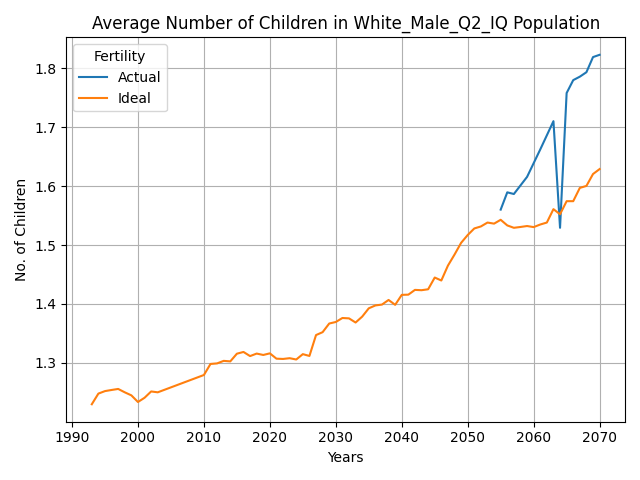 Average Number of Children in White_Male_Q2_IQ Population
Fertility
Actual
Ideal
No. of Children
1.8
1.7
1.6
1.5
1.4
1.3
1990 2000 2010 2020 2030 2040 2050 2060 2070
Years